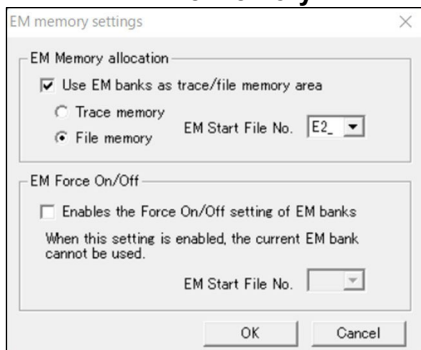 EM memory settings
EM Memory allocation
Use EM banks as trace/file memory area
Trace memory
File memory
EM Start File No.
E2_
EM Force On/Off
Enables the Force On/Off setting of EM banks
When this setting is enabled, the current EM bank
cannot be used.
EM Start File No.
OK
Cancel